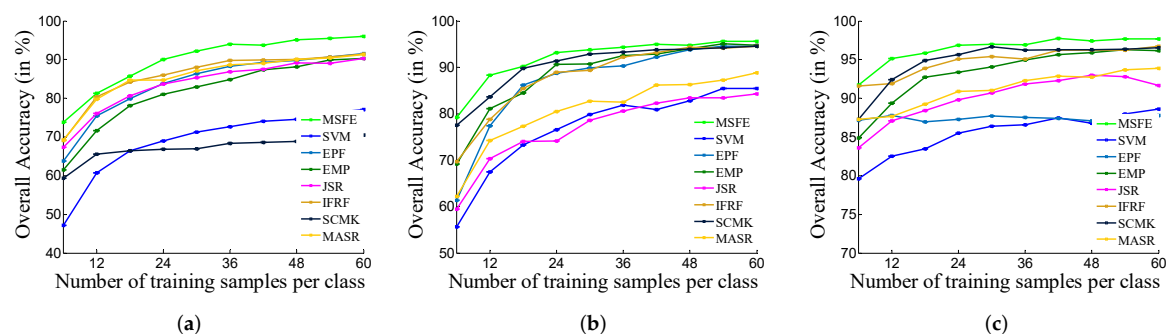 Overall Accuracy (in %)
100
90
80
70
60
50
40
12
24
36
48
60
Number of training samples per class
MSFE
SVM
EPF
EMP
JSR
IFRF
SCMK
MASR
(a)
Overall Accuracy (in %)
100
90
80
70
60
50
12
24
36
48
60
Number of training samples per class
MSFE
SVM
EPF
EMP
JSR
IFRF
SCMK
MASR
(b)
Overall Accuracy (in %)
100
95
90
85
80
75
70
12
24
36
48
60
Number of training samples per class
MSFE
SVM
EPF
EMP
JSR
IFRF
SCMK
MASR
(c)